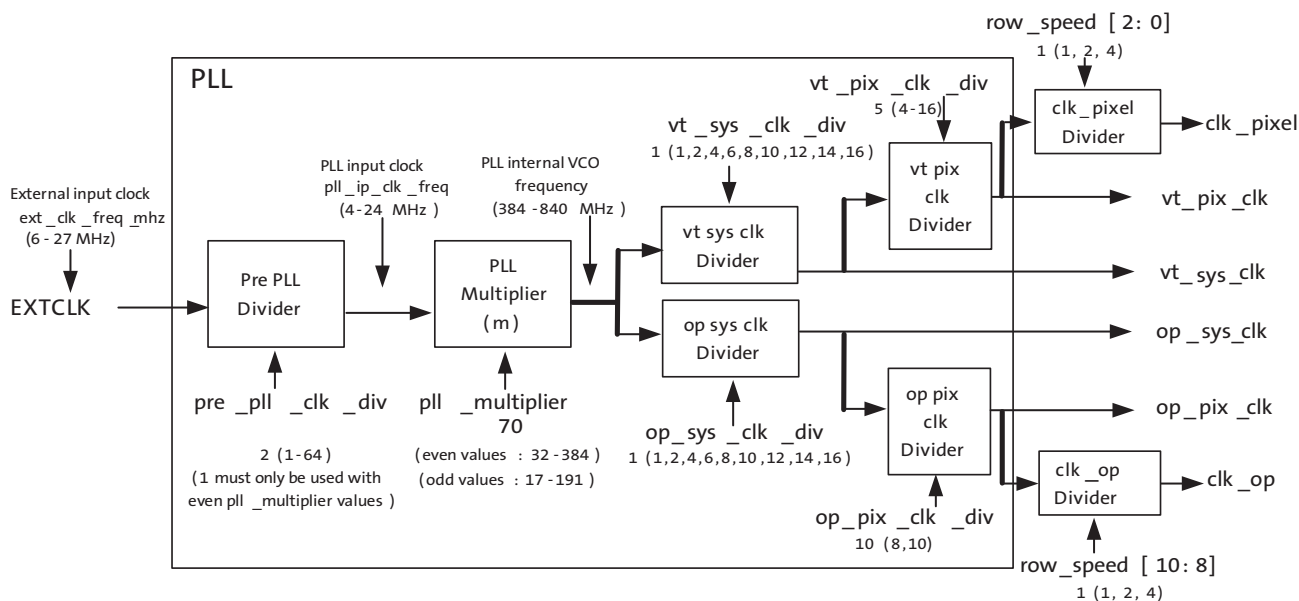 row_speed [2:0]
1 (1, 2, 4)
PLL
vt_pix_clk_div
5 (4-16)
clk_pixel
Divider
clk_pixel
vt_sys_clk_div
1 (1,2,4,6,8,10,12,14,16)
PLL input clock
pll_ip_clk_freq
(4-24 MHz)
PLL internal VCO
frequency
(384-840 MHz)
vt pix
clk
Divider
vt_pix_clk
External input clock
ext_clk_freq_mhz
(6-27 MHz)
vt sys clk
Divider
vt_sys_clk
EXTCLK
Pre PLL
Divider
PLL
Multiplier
(m)
op sys clk
Divider
op_sys_clk
pre_pll_clk_div
2 (1-64)
(1 must only be used with
even pll_multiplier values)
pll_multiplier
70
(even values: 32-384)
(odd values: 17-191)
op_sys_clk_div
1 (1,2,4,6,8,10,12,14,16)
op pix
clk
Divider
op_pix_clk
op_pix_clk_div
10 (8,10)
clk_op
Divider
clk_op
row_speed [10:8]
1 (1, 2, 4)